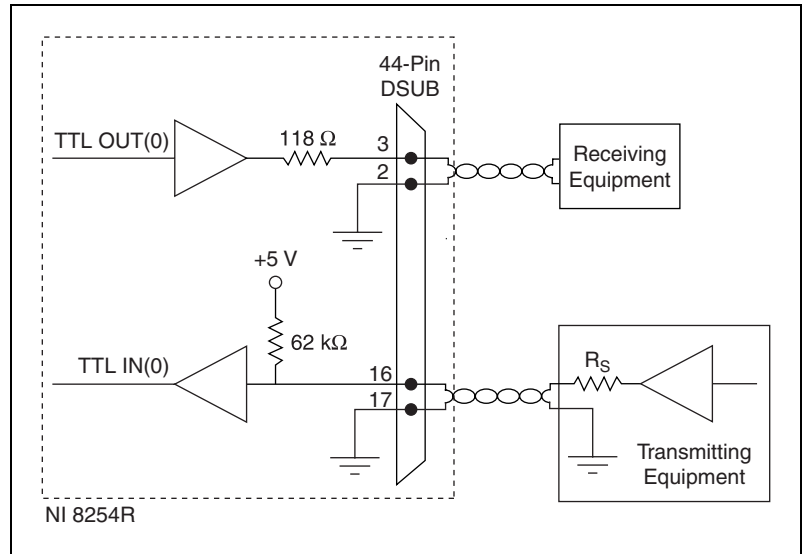 44-Pin
DSUB
TTL OUT(0)
118 Ω
3
2
Receiving
Equipment
+5 V
62 kΩ
TTL IN(0)
16
17
R_S
Transmitting
Equipment
NI 8254R